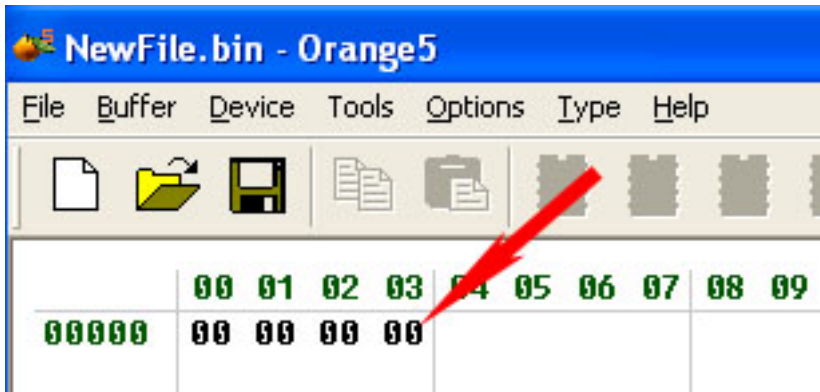 NewFile.bin - Orange5
File Buffer Device Tools Options Type Help
00 01 02 03 04 05 06 07 08 09
00000 00 00 00 00